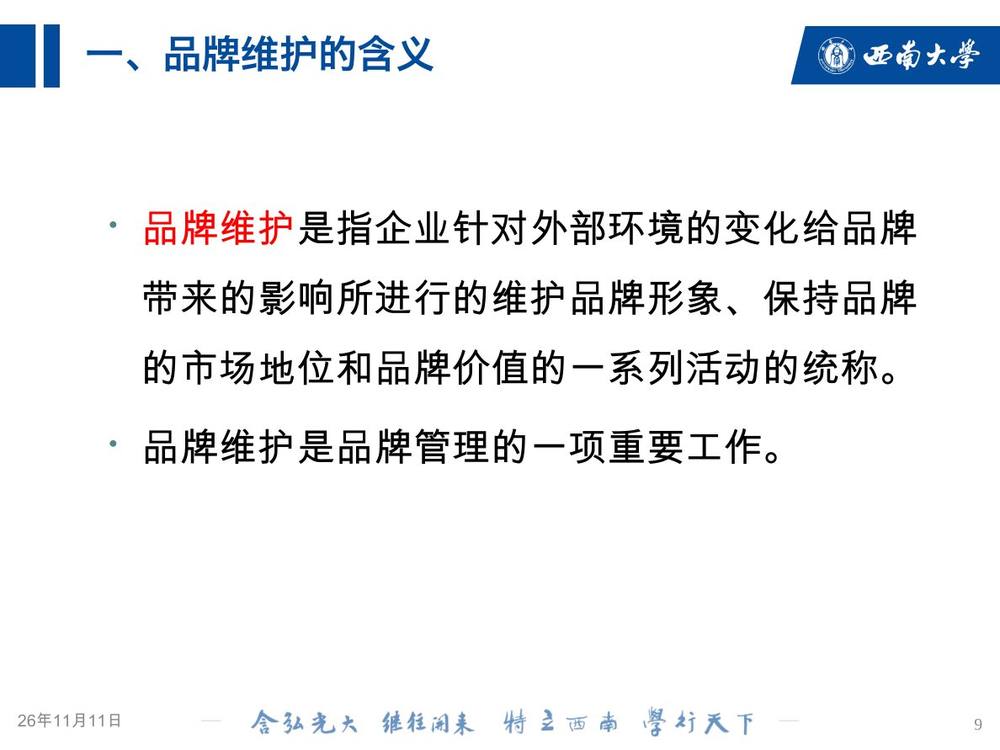 一、品牌维护的含义
西南大学
• 品牌维护是指企业针对外部环境的变化给品牌
带来的影响所进行的维护品牌形象、保持品牌
的市场地位和品牌价值的一系列活动的统称。
• 品牌维护是品牌管理的一项重要工作。
26年11月11日
含弘光大 继往开来 特立西南 學行天下
9